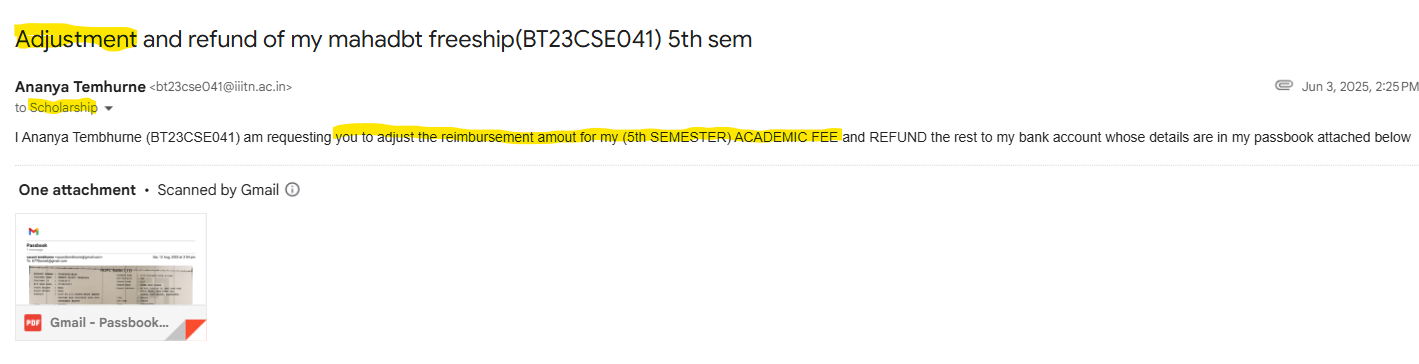 Adjustment and refund of my mahadbt freeship(BT23CSE041) 5th sem
Ananya Temhurne <bt23cse041@iiitn.ac.in>
Jun 3, 2025, 2:25 PM
to Scholarship
I Ananya Tembhurne (BT23CSE041) am requesting you to adjust the reimbursement amout for my (5th SEMESTER) ACADEMIC FEE and REFUND the rest to my bank account whose details are in my passbook attached below
One attachment • Scanned by Gmail
Passbook
PDF Gmail - Passbook...